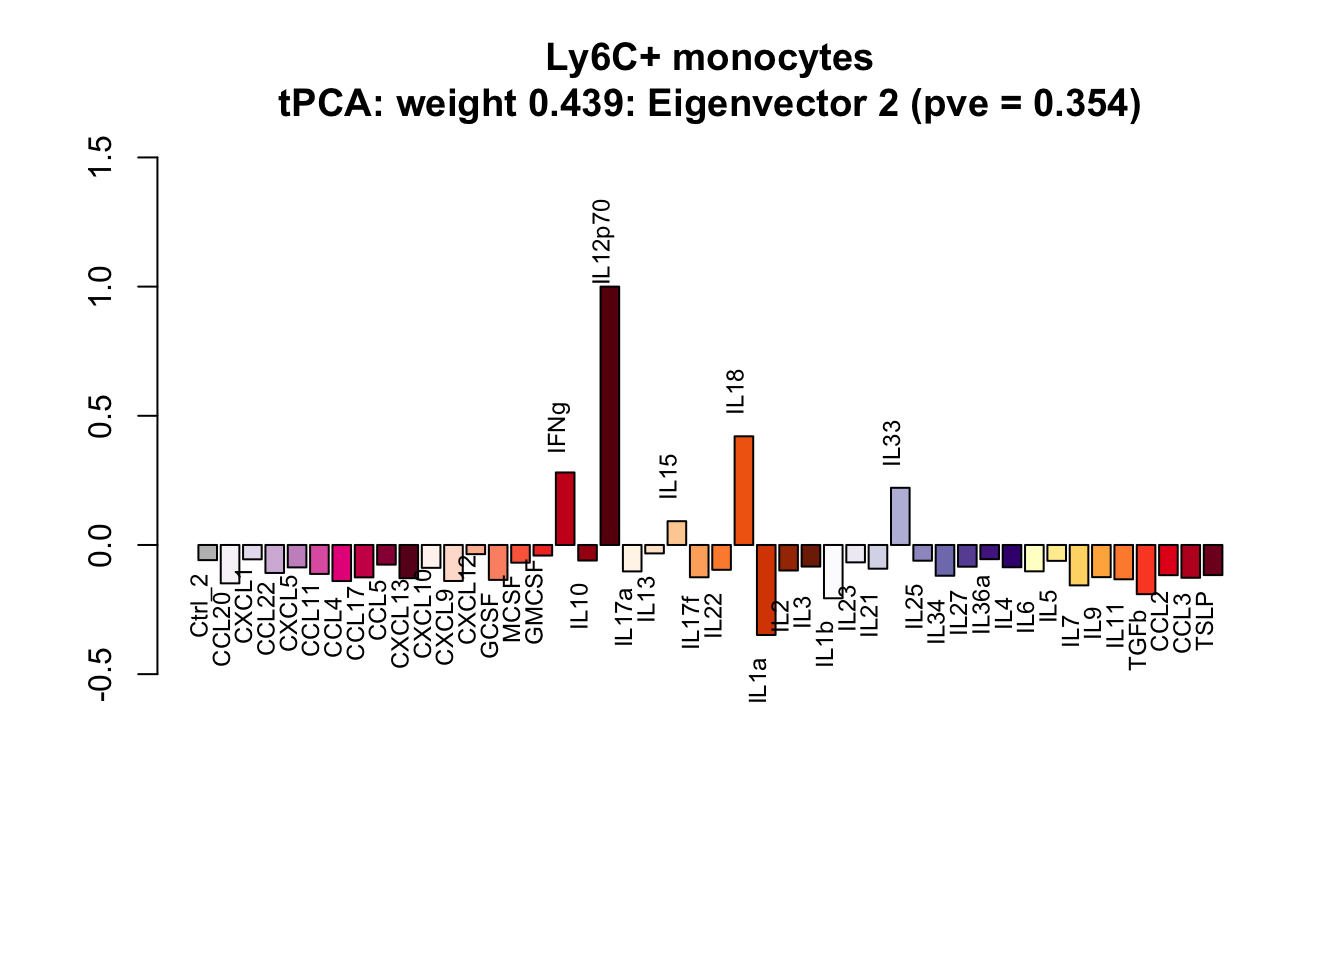 Ly6C+ monocytes
tPCA: weight 0.439: Eigenvector 2 (pve = 0.354)
1.5
1.0
0.5
0.0
-0.5
Ctrl_2
CCL20
CXCL1
CCL22
CXCL5
CCL11
CCL4
CCL17
CCL5
CXCL13
CXCL10
CXCL9
CXCL12
GCSF
MCSF
GMCSF
IFNg
IL10
IL12p70
IL17a
IL13
IL15
IL17f
IL22
IL18
IL1a
IL2
IL3
IL1b
IL23
IL21
IL33
IL25
IL34
IL27
IL36a
IL4
IL6
IL5
IL7
IL9
IL11
TGFb
CCL2
CCL3
TSLP